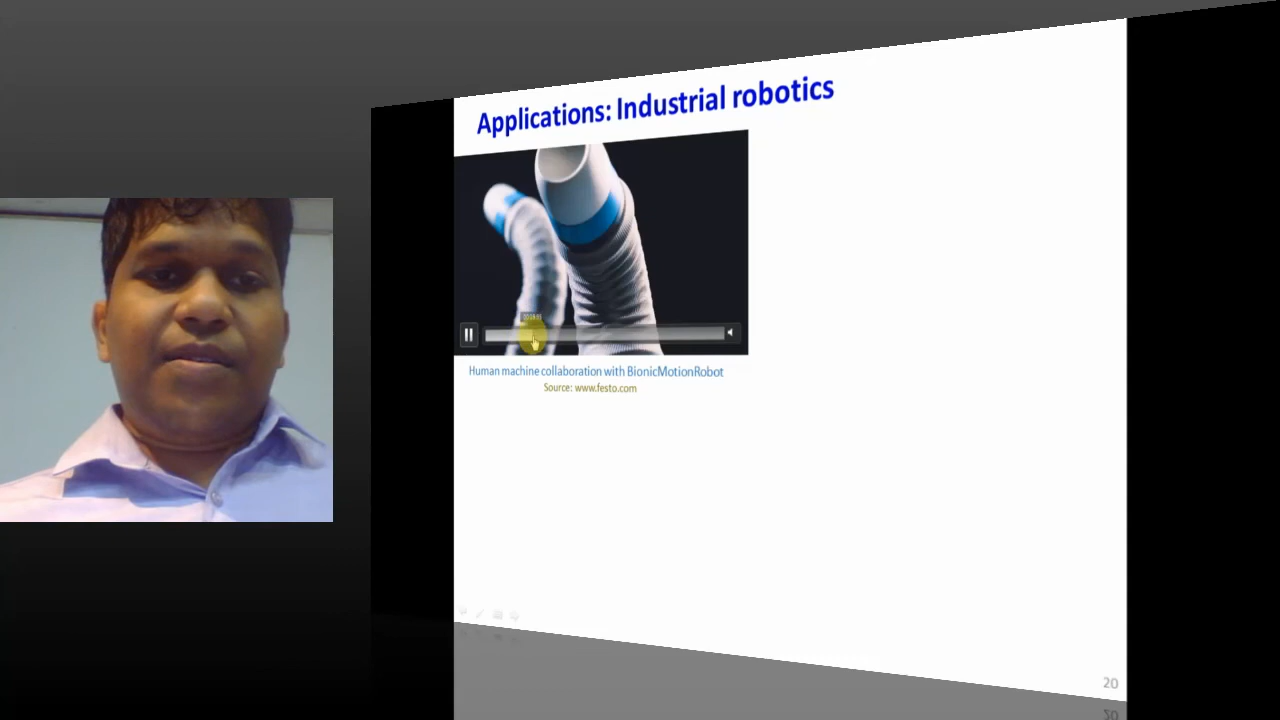 Applications: Industrial robotics
Human machine collaboration with BionicMotionRobot
Source: www.festo.com
20